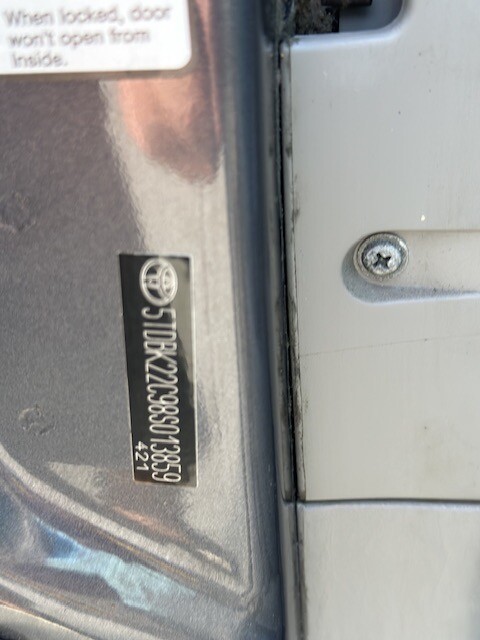 When locked, door
won't open from
inside.
5TDBK22C98S013859
421